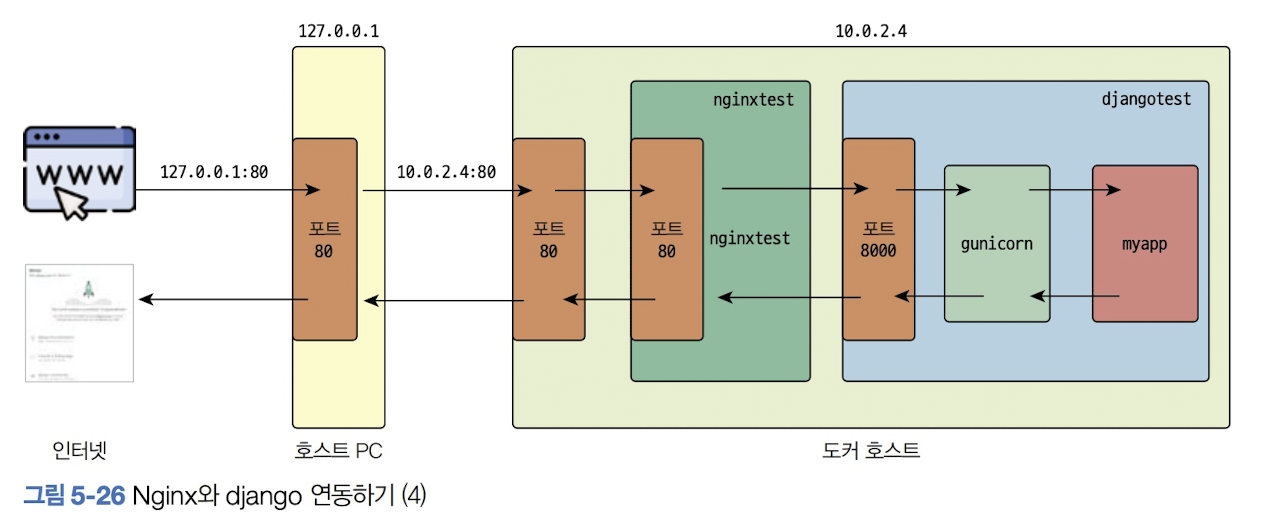 127.0.0.1
10.0.2.4
nginxtest
djangotest
WWW
127.0.0.1:80
10.0.2.4:80
포트
80
포트
80
포트
80
nginxtest
포트
8000
gunicorn
myapp
인터넷
호스트 PC
도커 호스트
그림 5-26 Nginx와 django 연동하기 (4)